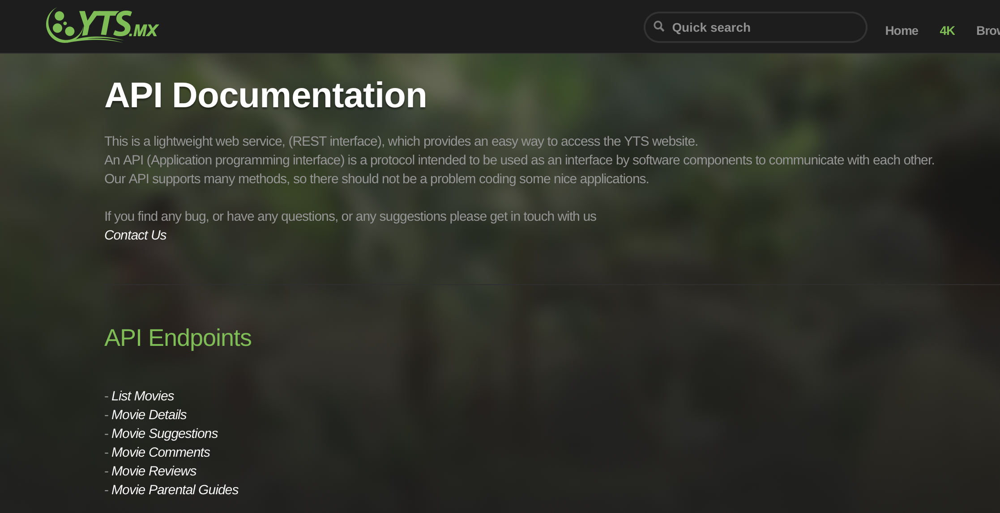 YTS.MX
Quick search
Home 4K
API Documentation
This is a lightweight web service, (REST interface), which provides an easy way to access the YTS website.
An API (Application programming interface) is a protocol intended to be used as an interface by software components to communicate with each other.
Our API supports many methods, so there should not be a problem coding some nice applications.
If you find any bug, or have any questions, or any suggestions please get in touch with us
Contact Us
API Endpoints
- List Movies
- Movie Details
- Movie Suggestions
- Movie Comments
- Movie Reviews
- Movie Parental Guides